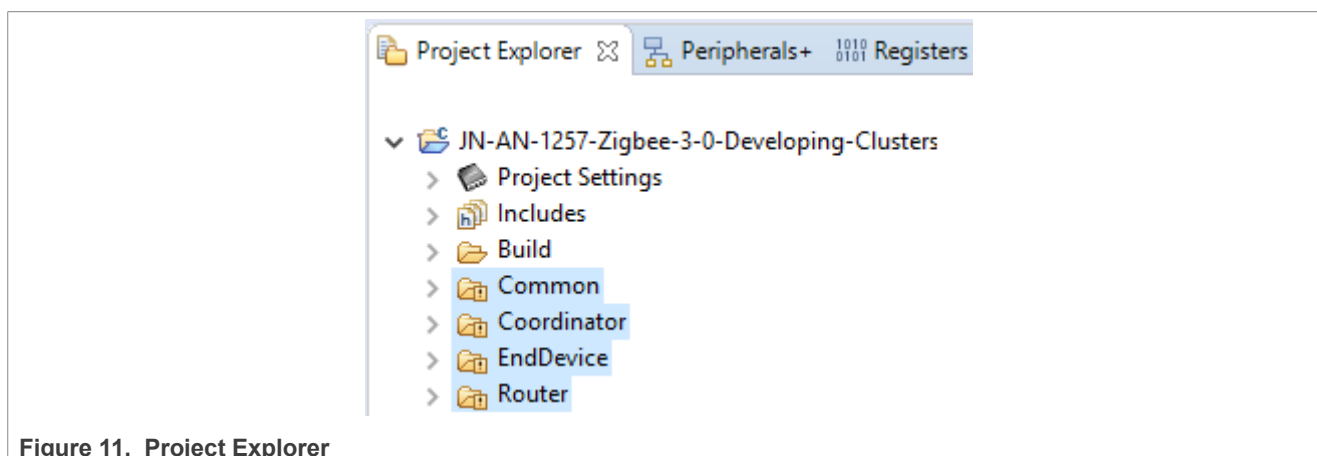 Project Explorer Peripherals+ 1010 0101 Registers
JN-AN-1257-Zigbee-3-0-Developing-Clusters
Project Settings
Includes
Build
Common
Coordinator
EndDevice
Router
Figure 11. Project Explorer